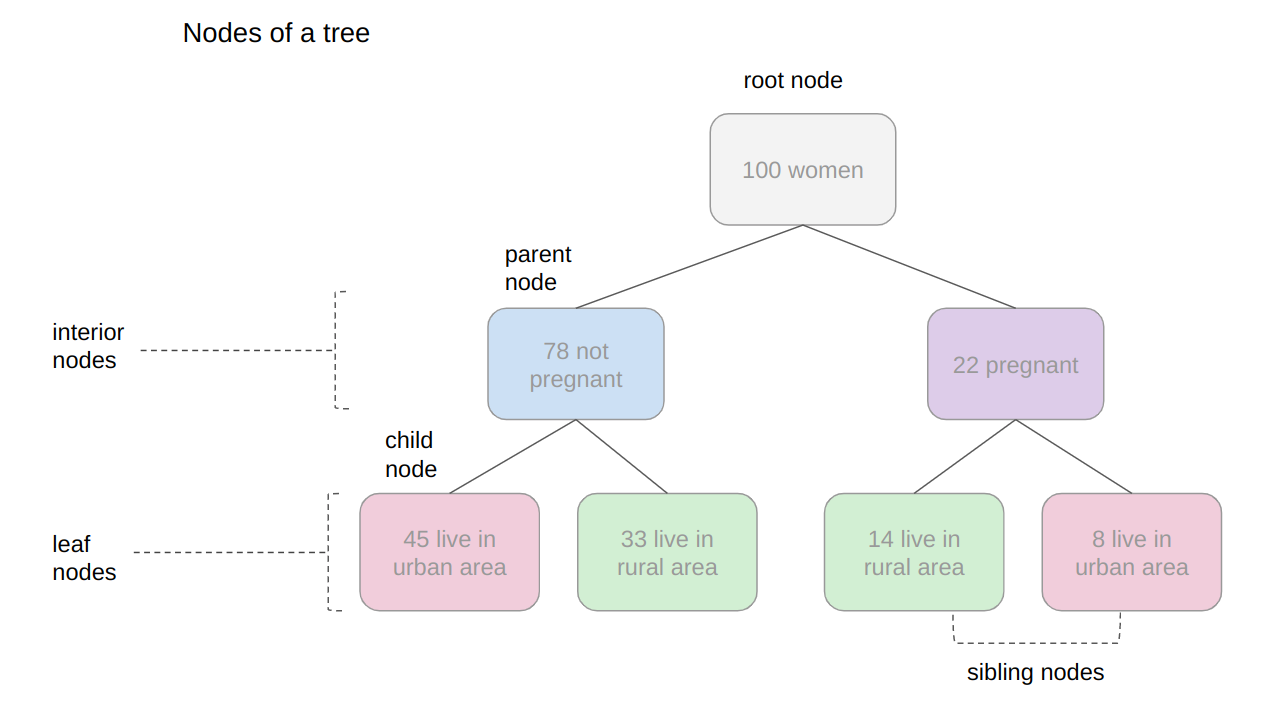 Nodes of a tree
root node
100 women
parent
node
interior
nodes
78 not
pregnant
22 pregnant
child
node
leaf
nodes
45 live in
urban area
33 live in
rural area
14 live in
rural area
8 live in
urban area
sibling nodes